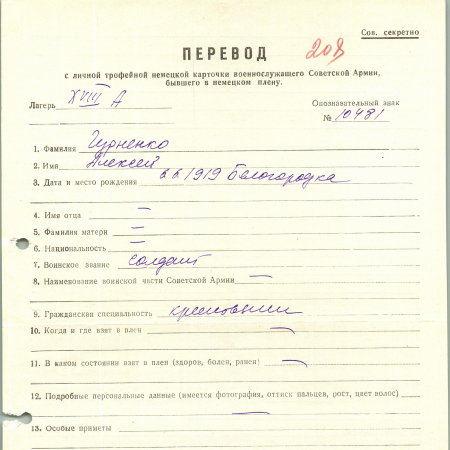 Сов. секретно
ПЕРЕВОД 208
с личной трофейной немецкой карточки военнослужащего Советской Армии,
бывшего в немецком плену.
Лагерь XVIII А
Опознавательный знак
№ 10481
1. Фамилия Гурненко
2. Имя Алексей
3. Дата и место рождения 6 6 1919 Белогородка
4. Имя отца —
5. Фамилия матери —
6. Национальность —
7. Воинское звание солдат
8. Наименование воинской части Советской Армии —
9. Гражданская специальность крестьянин
10. Когда и где взят в плен —
11. В каком состоянии взят в плен (здоров, болен, ранен) —
12. Подробные персональные данные (имеется фотография, оттиск пальцев, рост, цвет волос)
—
13. Особые приметы